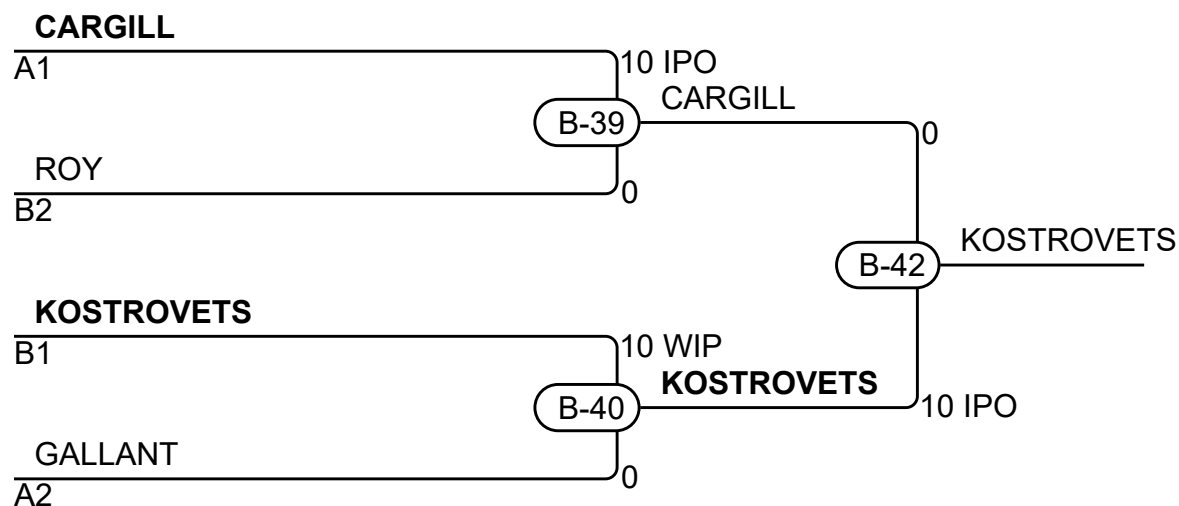 CARGILL
A1
10 IPO
CARGILL
B-39
0
ROY
0
B2
KOSTROVETS
B-42
KOSTROVETS
B1
10 WIP
KOSTROVETS
B-40
10 IPO
GALLANT
0
A2